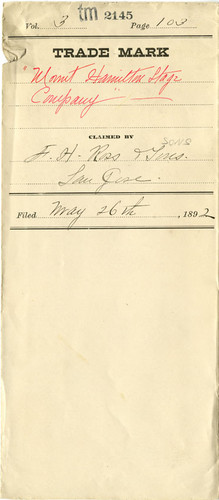 tm 2145
Vol. 3 Page 103
TRADE MARK
"Mount Hamilton Stage
Company"
CLAIMED BY
SONS
F. H. Ross & Sons.
San Jose.
Filed May 26th, 1892